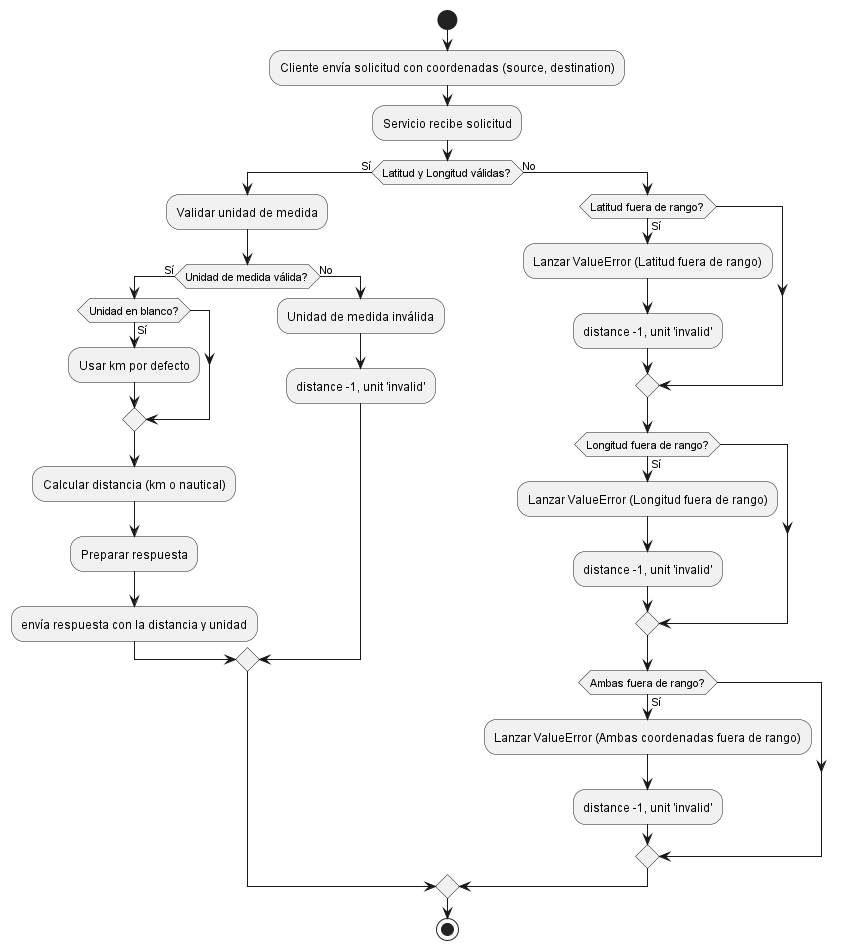 Cliente envía solicitud con coordenadas (source, destination)
Servicio recibe solicitud
Latitud y Longitud válidas?
Sí
No
Validar unidad de medida
Unidad de medida válida?
Sí
No
Unidad en blanco?
Sí
Usar km por defecto
Calcular distancia (km o nautical)
Preparar respuesta
envía respuesta con la distancia y unidad
Unidad de medida inválida
distance -1, unit 'invalid'
Latitud fuera de rango?
Sí
Lanzar ValueError (Latitud fuera de rango)
distance -1, unit 'invalid'
Longitud fuera de rango?
Sí
Lanzar ValueError (Longitud fuera de rango)
distance -1, unit 'invalid'
Ambas fuera de rango?
Sí
Lanzar ValueError (Ambas coordenadas fuera de rango)
distance -1, unit 'invalid'